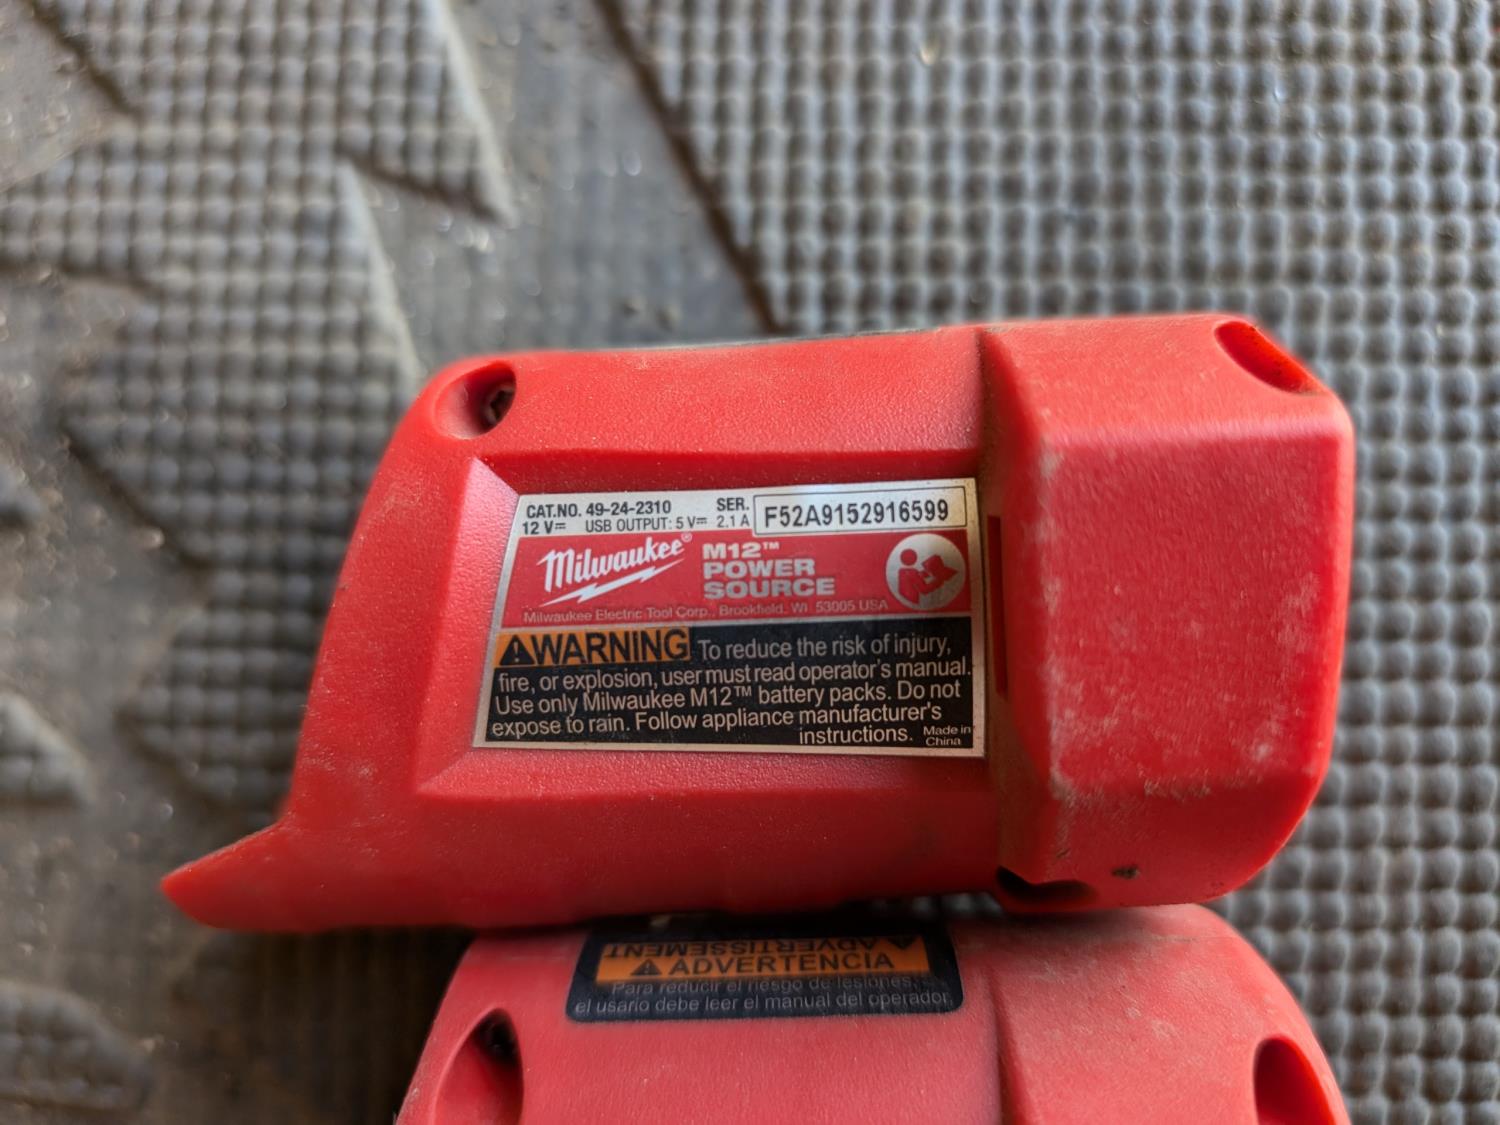 CAT.NO. 49-24-2310 SER. F52A9152916599
12 V⎓ USB OUTPUT: 5 V⎓ 2.1 A
Milwaukee® M12™
POWER
SOURCE
Milwaukee Electric Tool Corp., Brookfield, WI 53005 USA
⚠WARNING To reduce the risk of injury,
fire, or explosion, user must read operator's manual.
Use only Milwaukee M12™ battery packs. Do not
expose to rain. Follow appliance manufacturer's
instructions. Made in
China
⚠ AVERTISSEMENT
⚠ ADVERTENCIA
Para reducir el riesgo de lesiones,
el usario debe leer el manual del operador.